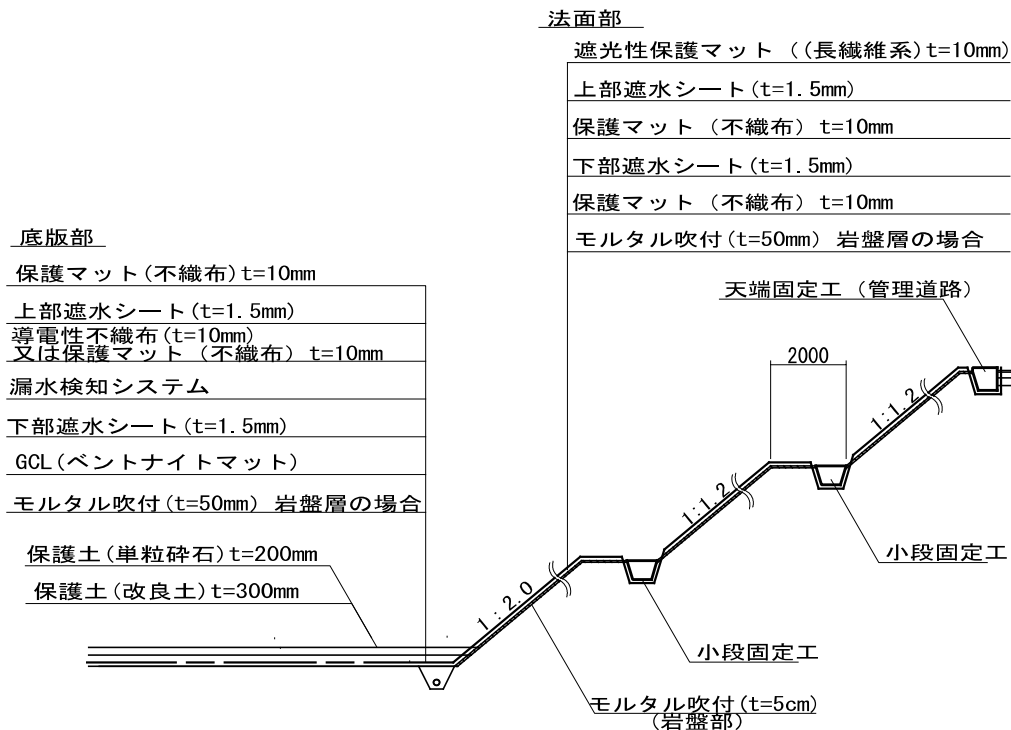 法面部
遮光性保護マット（(長繊維系)t=10mm)
上部遮水シート(t=1.5mm)
保護マット（不織布）t=10mm
下部遮水シート(t=1.5mm)
保護マット（不織布）t=10mm
モルタル吹付(t=50mm) 岩盤層の場合
底版部
保護マット(不織布)t=10mm
上部遮水シート(t=1.5mm)
導電性不織布(t=10mm)
又は保護マット（不織布）t=10mm
漏水検知システム
下部遮水シート(t=1.5mm)
GCL(ベントナイトマット)
モルタル吹付(t=50mm) 岩盤層の場合
保護土(単粒砕石)t=200mm
保護土(改良土)t=300mm
天端固定工（管理道路）
2000
1:1.2
1:1.2
1:2.0
小段固定工
小段固定工
モルタル吹付(t=5cm)
(岩盤部)